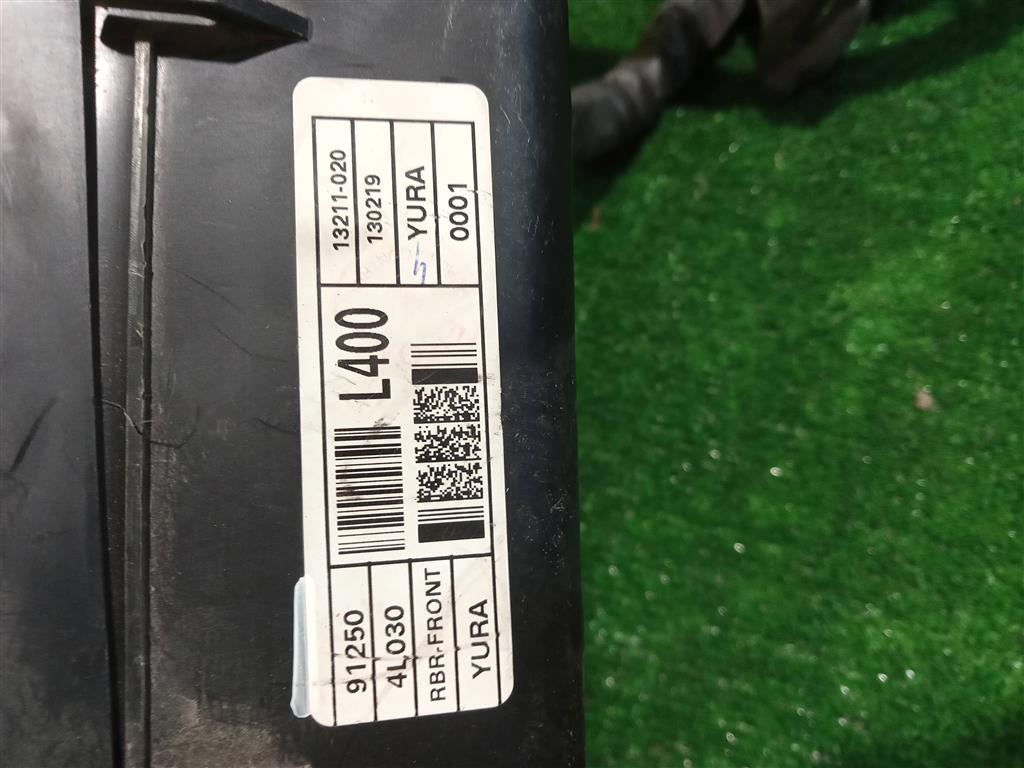 91250
4L030
RBR-FRONT
YURA
L400
13211-020
130219
YURA
0001